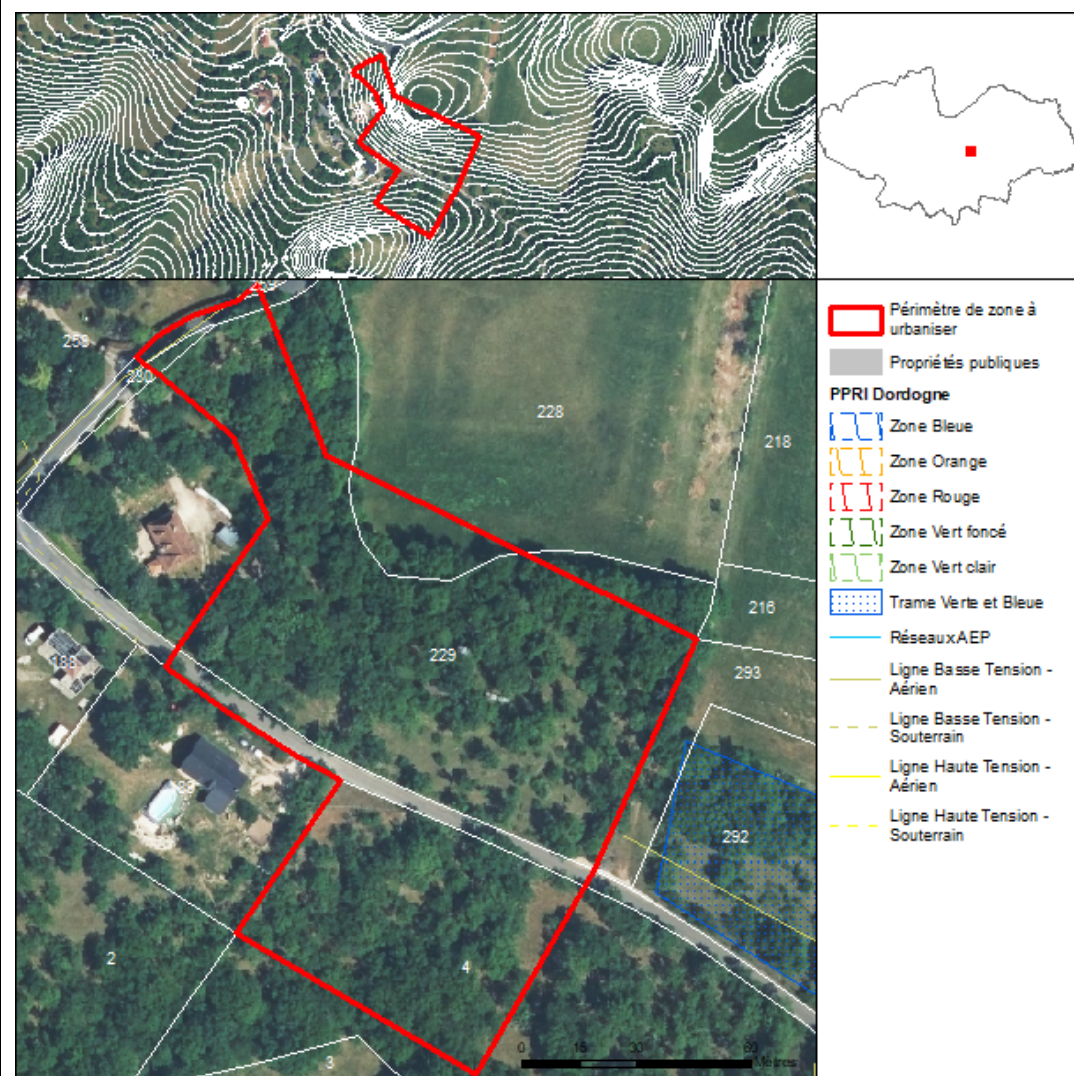 Périmètre de zone à
urbaniser
Propriétés publiques
PPRI Dordogne
Zone Bleue
Zone Orange
Zone Rouge
Zone Vert foncé
Zone Vert clair
Trame Verte et Bleue
Réseaux AEP
Ligne Basse Tension -
Aérien
Ligne Basse Tension -
Souterrain
Ligne Haute Tension -
Aérien
Ligne Haute Tension -
Souterrain
228
218
216
229
293
188
292
2
4
3
0 15 30 60
Mètres